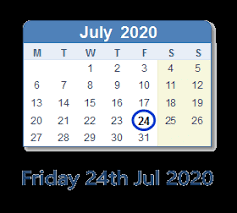 July 2020
M T W T F S S
1 2 3 4 5
6 7 8 9 10 11 12
13 14 15 16 17 18 19
20 21 22 23 24 25 26
27 28 29 30 31
Friday 24th Jul 2020